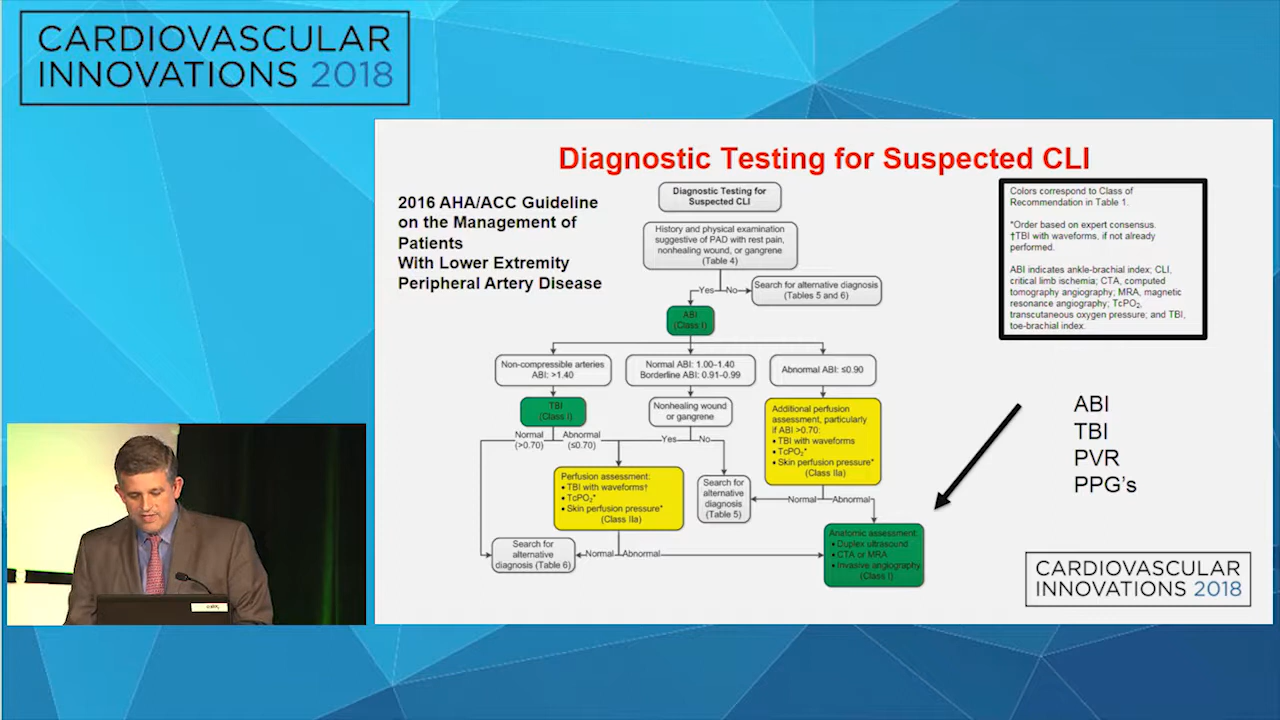 CARDIOVASCULAR
INNOVATIONS 2018
Diagnostic Testing for Suspected CLI
2016 AHA/ACC Guideline
on the Management of
Patients
With Lower Extremity
Peripheral Artery Disease
Diagnostic Testing for
Suspected CLI
History and physical examination
suggestive of PAD with rest pain,
nonhealing wound, or gangrene
(Table 4)
Yes
No
Search for alternative diagnosis
(Tables 5 and 6)
ABI
(Class I)
Non-compressible arteries
ABI: >1.40
Normal ABI: 1.00–1.40
Borderline ABI: 0.91–0.99
Abnormal ABI: ≤0.90
TBI
(Class I)
Nonhealing wound
or gangrene
Additional perfusion
assessment, particularly
if ABI >0.70:
• TBI with waveforms
• TcPO₂*
• Skin perfusion pressure*
(Class IIa)
Normal
(>0.70)
Abnormal
(≤0.70)
Yes
No
Perfusion assessment:
• TBI with waveforms†
• TcPO₂*
• Skin perfusion pressure*
(Class IIa)
Search for
alternative
diagnosis
(Table 5)
Normal
Abnormal
Search for
alternative
diagnosis (Table 6)
Normal
Abnormal
Anatomic assessment:
• Duplex ultrasound
• CTA or MRA
• Invasive angiography
(Class I)
Colors correspond to Class of
Recommendation in Table 1.
*Order based on expert consensus.
†TBI with waveforms, if not already
performed.
ABI indicates ankle-brachial index; CLI,
critical limb ischemia; CTA, computed
tomography angiography; MRA, magnetic
resonance angiography; TcPO₂,
transcutaneous oxygen pressure; and TBI,
toe-brachial index.
ABI
TBI
PVR
PPG's
CARDIOVASCULAR
INNOVATIONS 2018